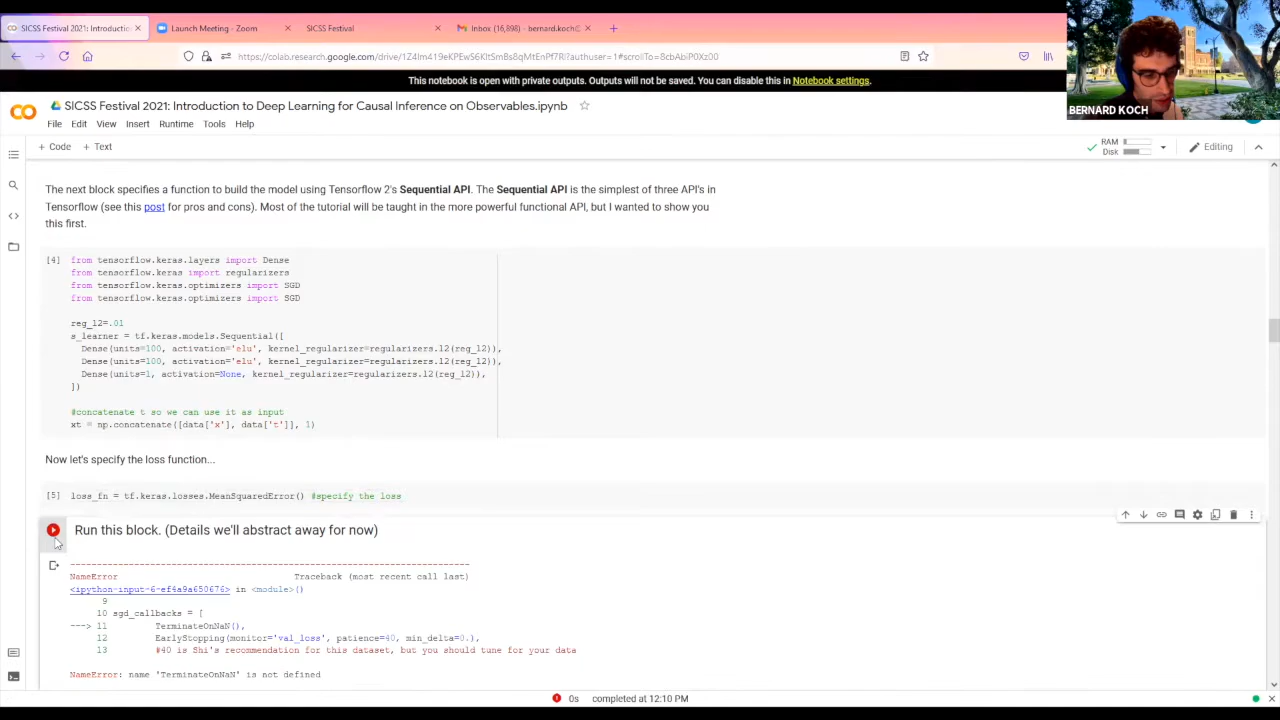 SICSS Festival 2021: Introductio
Launch Meeting - Zoom
SICSS Festival
Inbox (16,898) - bernard.koch@
https://colab.research.google.com/drive/1Z4Im419eKPEwS6KltSmBs8qMtEnPf7Rl?authuser=1#scrollTo=8cbAbiP0Xz00
This notebook is open with private outputs. Outputs will not be saved. You can disable this in Notebook settings.
BERNARD KOCH
SICSS Festival 2021: Introduction to Deep Learning for Causal Inference on Observables.ipynb
File Edit View Insert Runtime Tools Help
+ Code + Text
RAM
Disk
Editing
The next block specifies a function to build the model using Tensorflow 2's Sequential API. The Sequential API is the simplest of three API's in
Tensorflow (see this post for pros and cons). Most of the tutorial will be taught in the more powerful functional API, but I wanted to show you
this first.
[4] from tensorflow.keras.layers import Dense
from tensorflow.keras import regularizers
from tensorflow.keras.optimizers import SGD
from tensorflow.keras.optimizers import SGD
reg_l2=.01
s_learner = tf.keras.models.Sequential([
Dense(units=100, activation='elu', kernel_regularizer=regularizers.l2(reg_l2)),
Dense(units=100, activation='elu', kernel_regularizer=regularizers.l2(reg_l2)),
Dense(units=1, activation=None, kernel_regularizer=regularizers.l2(reg_l2)),
])
#concatenate t so we can use it as input
xt = np.concatenate([data['x'], data['t']], 1)
Now let's specify the loss function...
[5] loss_fn = tf.keras.losses.MeanSquaredError() #specify the loss
Run this block. (Details we'll abstract away for now)
---------------------------------------------------------------------------
NameError Traceback (most recent call last)
<ipython-input-6-ef4a9a650676> in <module>()
9
10 sgd_callbacks = [
---> 11 TerminateOnNaN(),
12 EarlyStopping(monitor='val_loss', patience=40, min_delta=0.),
13 #40 is Shi's recommendation for this dataset, but you should tune for your data
NameError: name 'TerminateOnNaN' is not defined
0s completed at 12:10 PM